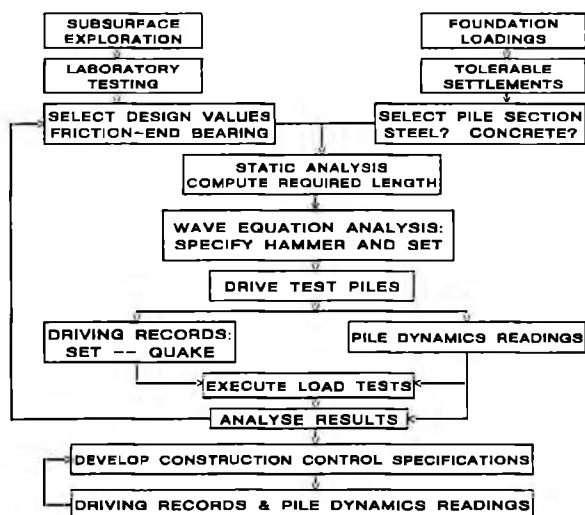 SUBSURFACE
EXPLORATION
FOUNDATION
LOADINGS
LABORATORY
TESTING
TOLERABLE
SETTLEMENTS
SELECT DESIGN VALUES
FRICTION-END BEARING
SELECT PILE SECTION
STEEL? CONCRETE?
STATIC ANALYSIS
COMPUTE REQUIRED LENGTH
WAVE EQUATION ANALYSIS:
SPECIFY HAMMER AND SET
DRIVE TEST PILES
DRIVING RECORDS:
SET -- QUAKE
PILE DYNAMICS READINGS
EXECUTE LOAD TESTS
ANALYSE RESULTS
DEVELOP CONSTRUCTION CONTROL SPECIFICATIONS
DRIVING RECORDS & PILE DYNAMICS READINGS